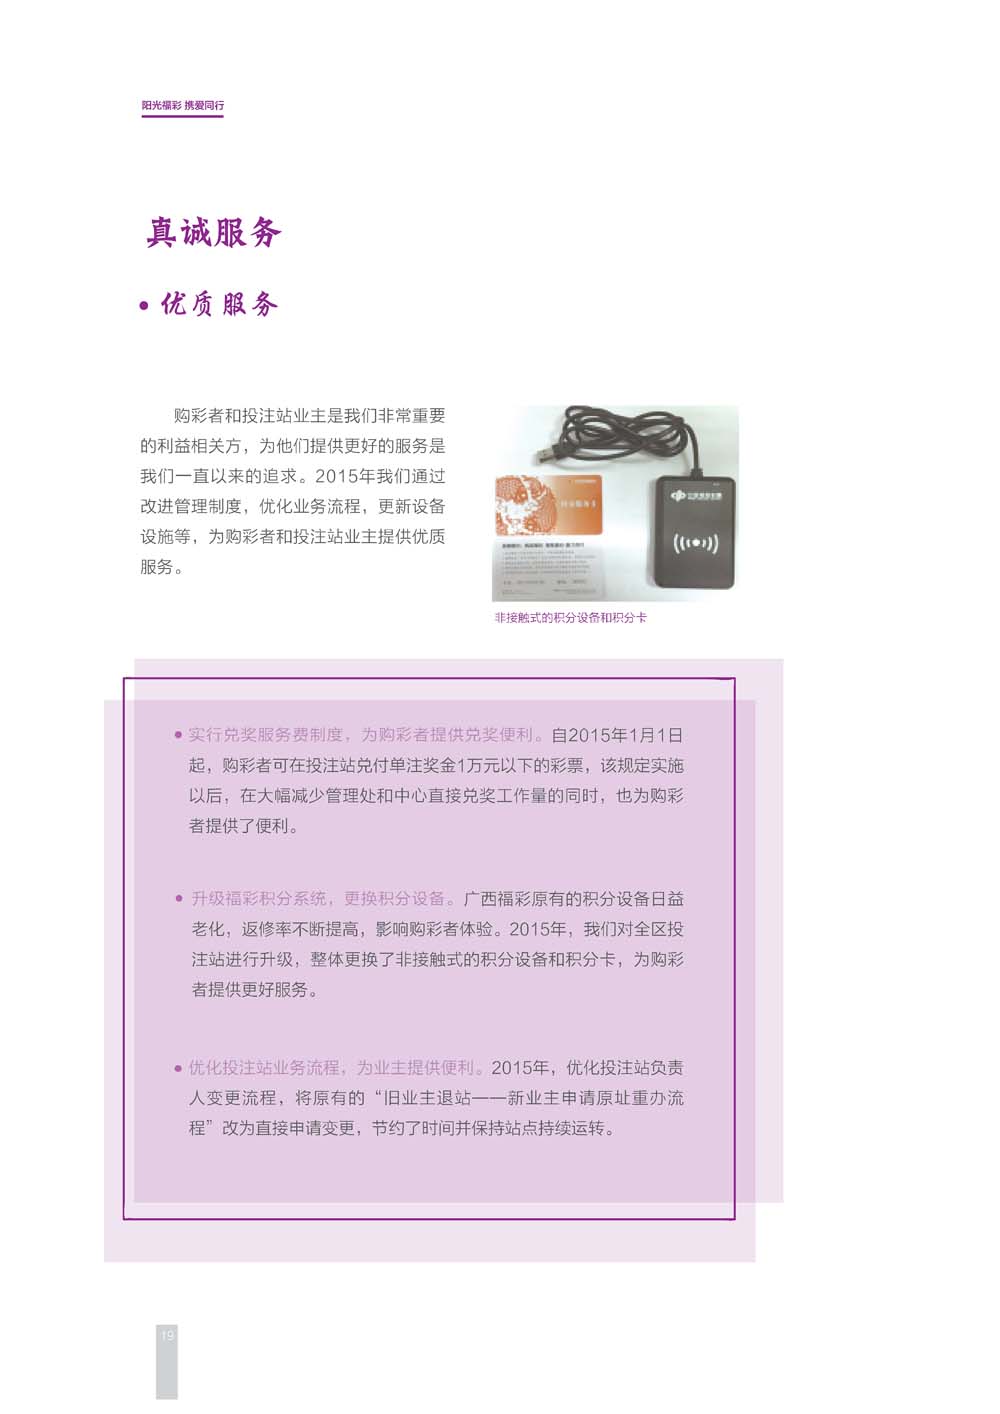 阳光福彩 携爱同行
真诚服务
• 优质服务
购彩者和投注站业主是我们非常重要
的利益相关方，为他们提供更好的服务是
我们一直以来的追求。2015年我们通过
改进管理制度，优化业务流程，更新设备
设施等，为购彩者和投注站业主提供优质
服务。
非接触式的积分设备和积分卡
• 实行兑奖服务费制度，为购彩者提供兑奖便利。自2015年1月1日
起，购彩者可在投注站兑付单注奖金1万元以下的彩票，该规定实施
以后，在大幅减少管理处和中心直接兑奖工作量的同时，也为购彩
者提供了便利。
• 升级福彩积分系统，更换积分设备。广西福彩原有的积分设备日益
老化，返修率不断提高，影响购彩者体验。2015年，我们对全区投
注站进行升级，整体更换了非接触式的积分设备和积分卡，为购彩
者提供更好服务。
• 优化投注站业务流程，为业主提供便利。2015年，优化投注站负责
人变更流程，将原有的“旧业主退站——新业主申请原址重办流
程”改为直接申请变更，节约了时间并保持站点持续运转。
19